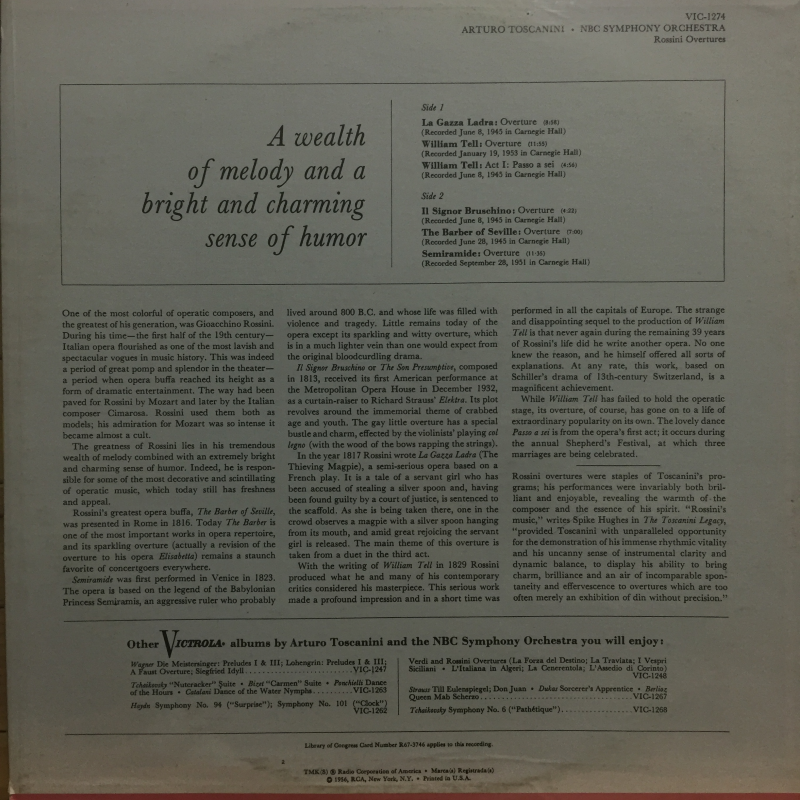 VIC-1274
ARTURO TOSCANINI • NBC SYMPHONY ORCHESTRA
Rossini Overtures
A wealth
of melody and a
bright and charming
sense of humor
Side 1
La Gazza Ladra: Overture (8:58)
(Recorded June 8, 1945 in Carnegie Hall)
William Tell: Overture (11:55)
(Recorded January 19, 1953 in Carnegie Hall)
William Tell: Act I: Passo a sei (4:56)
(Recorded June 8, 1945 in Carnegie Hall)
Side 2
Il Signor Bruschino: Overture (4:22)
(Recorded June 8, 1945 in Carnegie Hall)
The Barber of Seville: Overture (7:00)
(Recorded June 28, 1945 in Carnegie Hall)
Semiramide: Overture (11:35)
(Recorded September 28, 1951 in Carnegie Hall)
One of the most colorful of operatic composers, and
the greatest of his generation, was Gioacchino Rossini.
During his time—the first half of the 19th century—
Italian opera flourished as one of the most lavish and
spectacular vogues in music history. This was indeed
a period of great pomp and splendor in the theater—
a period when opera buffa reached its height as a
form of dramatic entertainment. The way had been
paved for Rossini by Mozart and later by the Italian
composer Cimarosa. Rossini used them both as
models; his admiration for Mozart was so intense it
became almost a cult.
The greatness of Rossini lies in his tremendous
wealth of melody combined with an extremely bright
and charming sense of humor. Indeed, he is respon-
sible for some of the most decorative and scintillating
of operatic music, which today still has freshness
and appeal.
Rossini's greatest opera buffa, The Barber of Seville,
was presented in Rome in 1816. Today The Barber is
one of the most important works in opera repertoire,
and its sparkling overture (actually a revision of the
overture to his opera Elisabetta) remains a staunch
favorite of concertgoers everywhere.
Semiramide was first performed in Venice in 1823.
The opera is based on the legend of the Babylonian
Princess Semiramis, an aggressive ruler who probably
lived around 800 B.C. and whose life was filled with
violence and tragedy. Little remains today of the
opera except its sparkling and witty overture, which
is in a much lighter vein than one would expect from
the original bloodcurdling drama.
Il Signor Bruschino or The Son Presumptive, composed
in 1813, received its first American performance at
the Metropolitan Opera House in December 1932,
as a curtain-raiser to Richard Strauss' Elektra. Its plot
revolves around the immemorial theme of crabbed
age and youth. The gay little overture has a special
bustle and charm, effected by the violinists' playing col
legno (with the wood of the bows rapping the strings).
In the year 1817 Rossini wrote La Gazza Ladra (The
Thieving Magpie), a semi-serious opera based on a
French play. It is a tale of a servant girl who has
been accused of stealing a silver spoon and, having
been found guilty by a court of justice, is sentenced to
the scaffold. As she is being taken there, one in the
crowd observes a magpie with a silver spoon hanging
from its mouth, and amid great rejoicing the servant
girl is released. The main theme of this overture is
taken from a duet in the third act.
With the writing of William Tell in 1829 Rossini
produced what he and many of his contemporary
critics considered his masterpiece. This serious work
made a profound impression and in a short time was
performed in all the capitals of Europe. The strange
and disappointing sequel to the production of William
Tell is that never again during the remaining 39 years
of Rossini's life did he write another opera. No one
knew the reason, and he himself offered all sorts of
explanations. At any rate, this work, based on
Schiller's drama of 13th-century Switzerland, is a
magnificent achievement.
While William Tell has failed to hold the operatic
stage, its overture, of course, has gone on to a life of
extraordinary popularity on its own. The lovely dance
Passo a sei is from the opera's first act; it occurs during
the annual Shepherd's Festival, at which three
marriages are being celebrated.
Rossini overtures were staples of Toscanini's pro-
grams; his performances were invariably both bril-
liant and enjoyable, revealing the warmth of the
composer and the essence of his spirit. "Rossini's
music," writes Spike Hughes in The Toscanini Legacy,
"provided Toscanini with unparalleled opportunity
for the demonstration of his immense rhythmic vitality
and his uncanny sense of instrumental clarity and
dynamic balance, to display his ability to bring
charm, brilliance and an air of incomparable spon-
taneity and effervescence to overtures which are too
often merely an exhibition of din without precision."
Other VICTROLA albums by Arturo Toscanini and the NBC Symphony Orchestra you will enjoy:
Wagner Die Meistersinger: Preludes I & III; Lohengrin: Preludes I & III;
A Faust Overture; Siegfried Idyll..........VIC-1247
Tchaikovsky "Nutcracker" Suite • Bizet "Carmen" Suite • Ponchielli Dance
of the Hours • Catalani Dance of the Water Nymphs..........VIC-1263
Haydn Symphony No. 94 ("Surprise"); Symphony No. 101 ("Clock")
VIC-1262
Verdi and Rossini Overtures (La Forza del Destino; La Traviata; I Vespri
Siciliani • L'Italiana in Algeri; La Cenerentola; L'Assedio di Corinto)
VIC-1248
Strauss Till Eulenspiegel; Don Juan • Dukas Sorcerer's Apprentice • Berlioz
Queen Mab Scherzo..........VIC-1267
Tchaikovsky Symphony No. 6 ("Pathétique")..........VIC-1268
Library of Congress Card Number R67-3746 applies to this recording.
2
TMK(S) ® Radio Corporation of America • Marca(s) Registrada(s)
© 1956, RCA, New York, N.Y. • Printed in U.S.A.